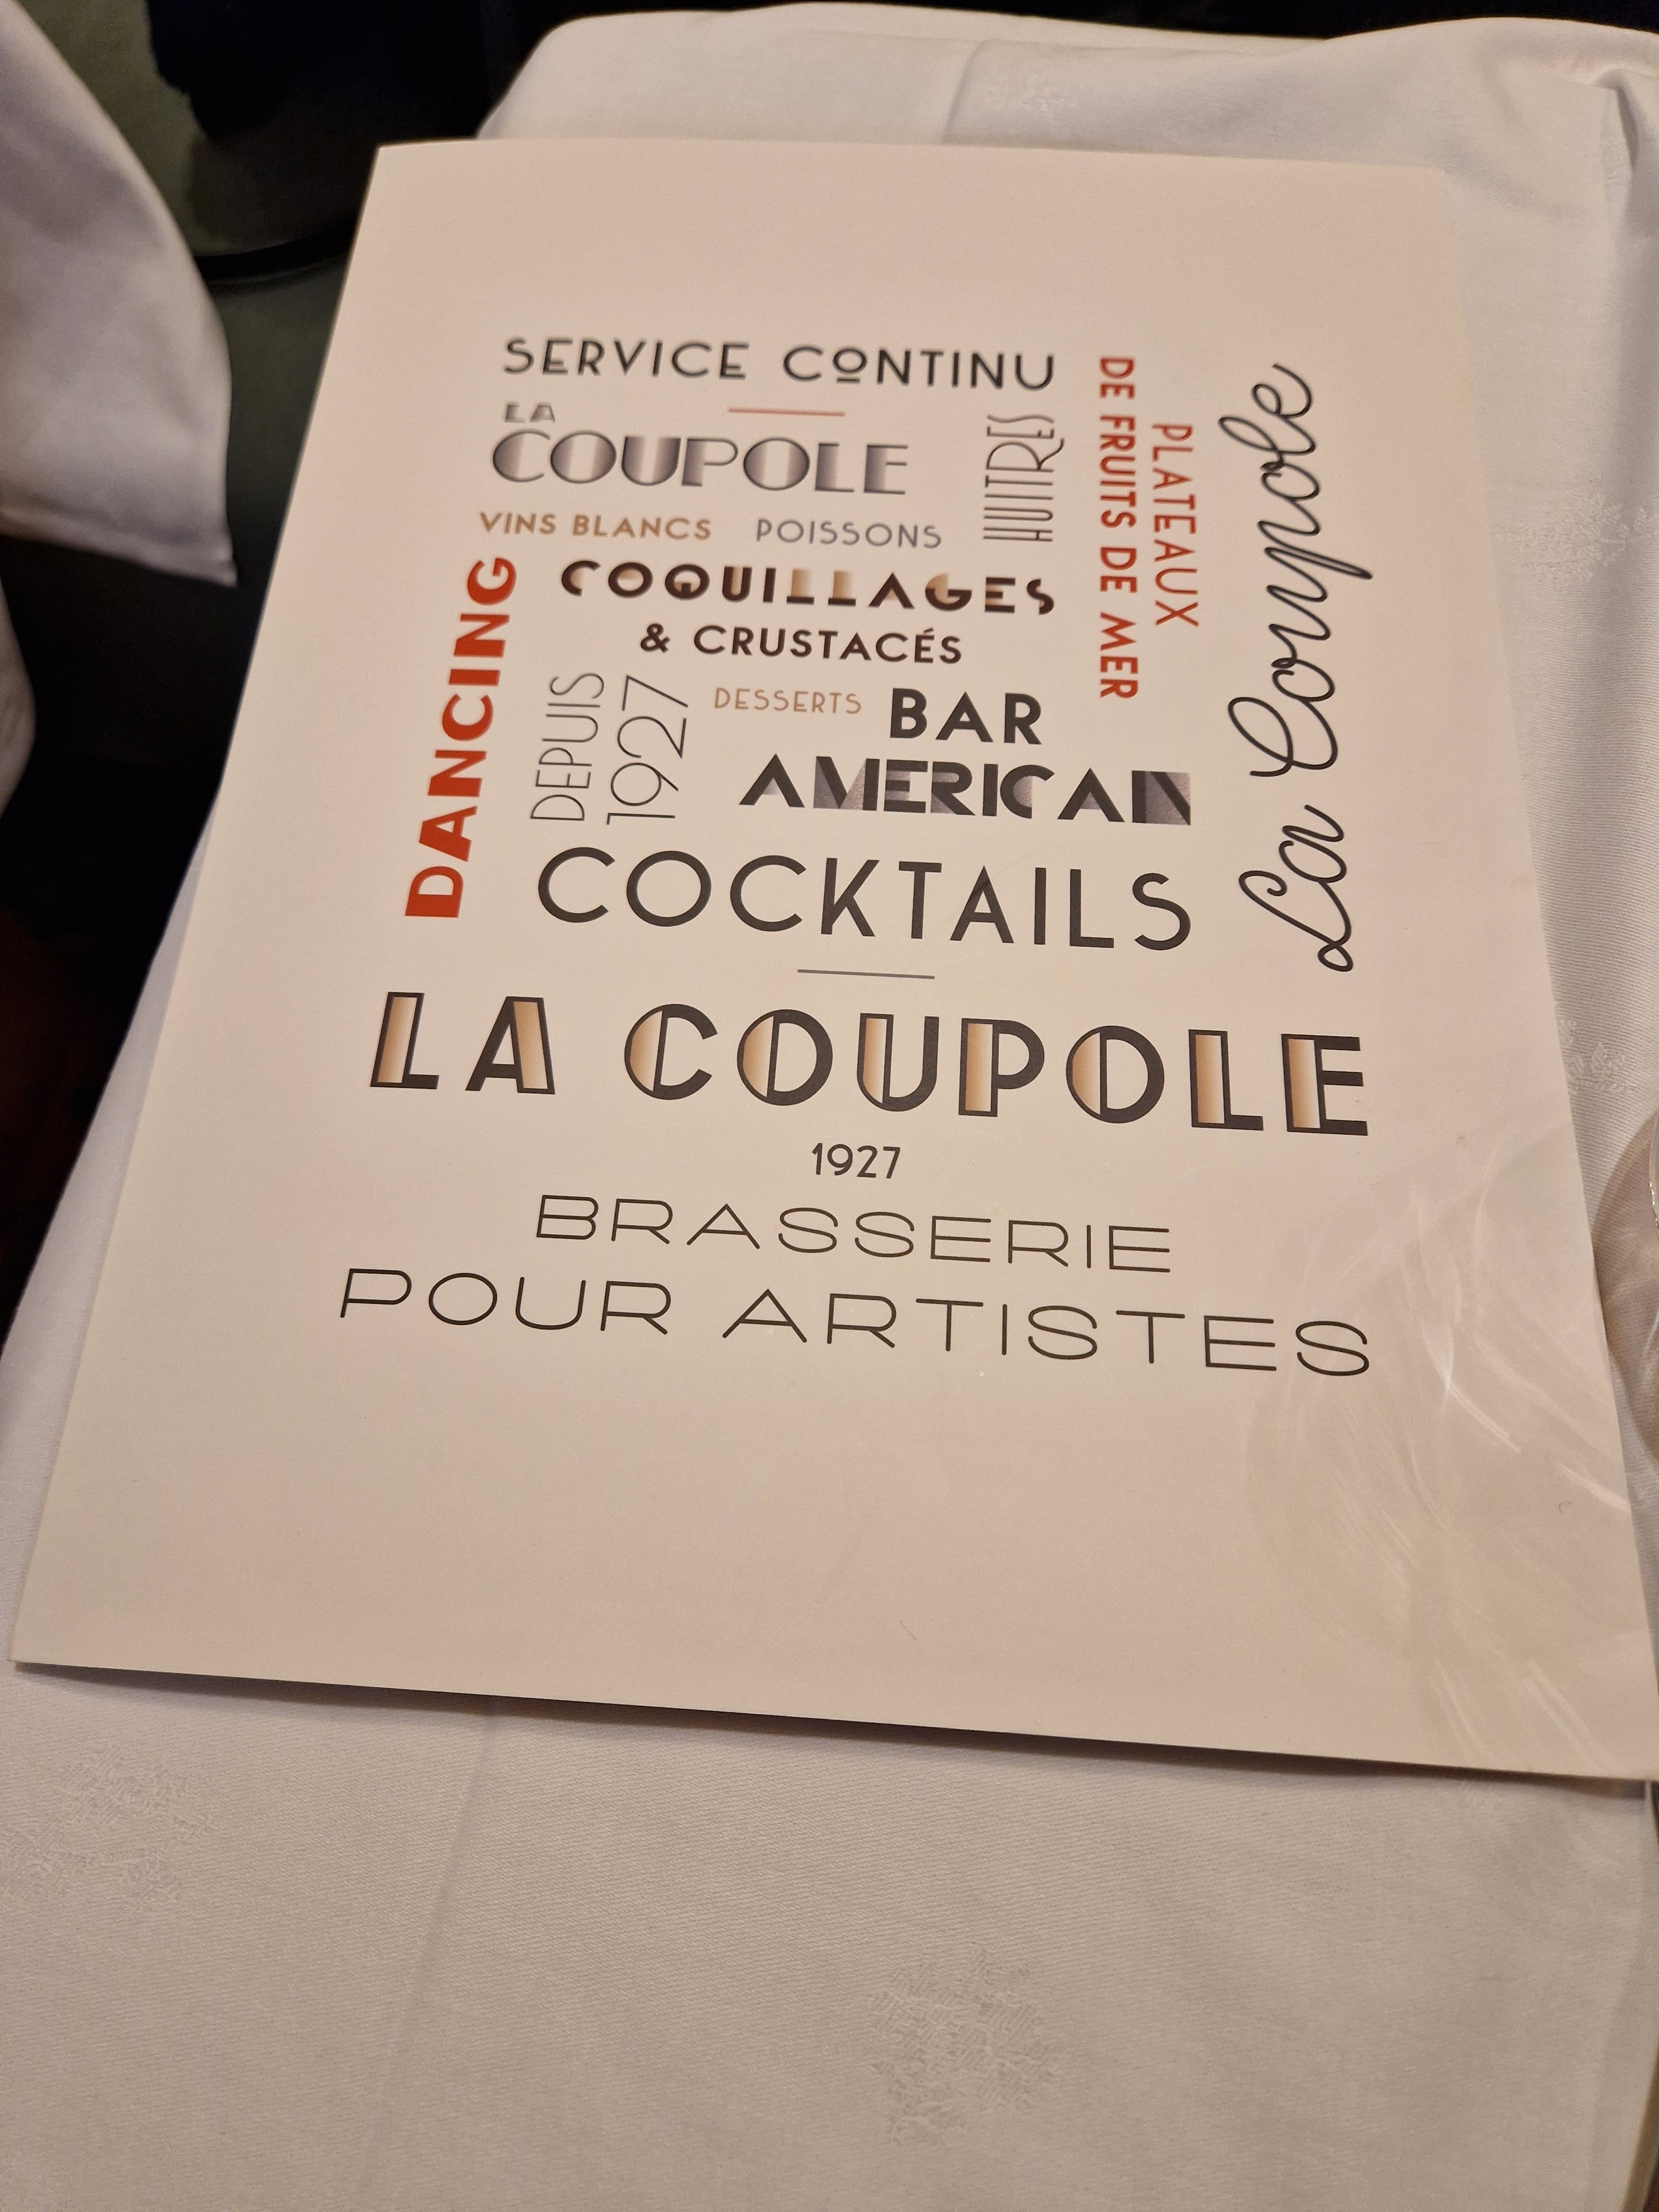 SERVICE CONTINU
LA
COUPOLE
HUITRES
PLATEAUX
DE FRUITS DE MER
La Coupole
VINS BLANCS POISSONS
COQUILLAGES
& CRUSTACÉS
DANCING
DEPUIS
1927
DESSERTS BAR
AMERICAN
COCKTAILS
LA COUPOLE
1927
BRASSERIE
POUR ARTISTES